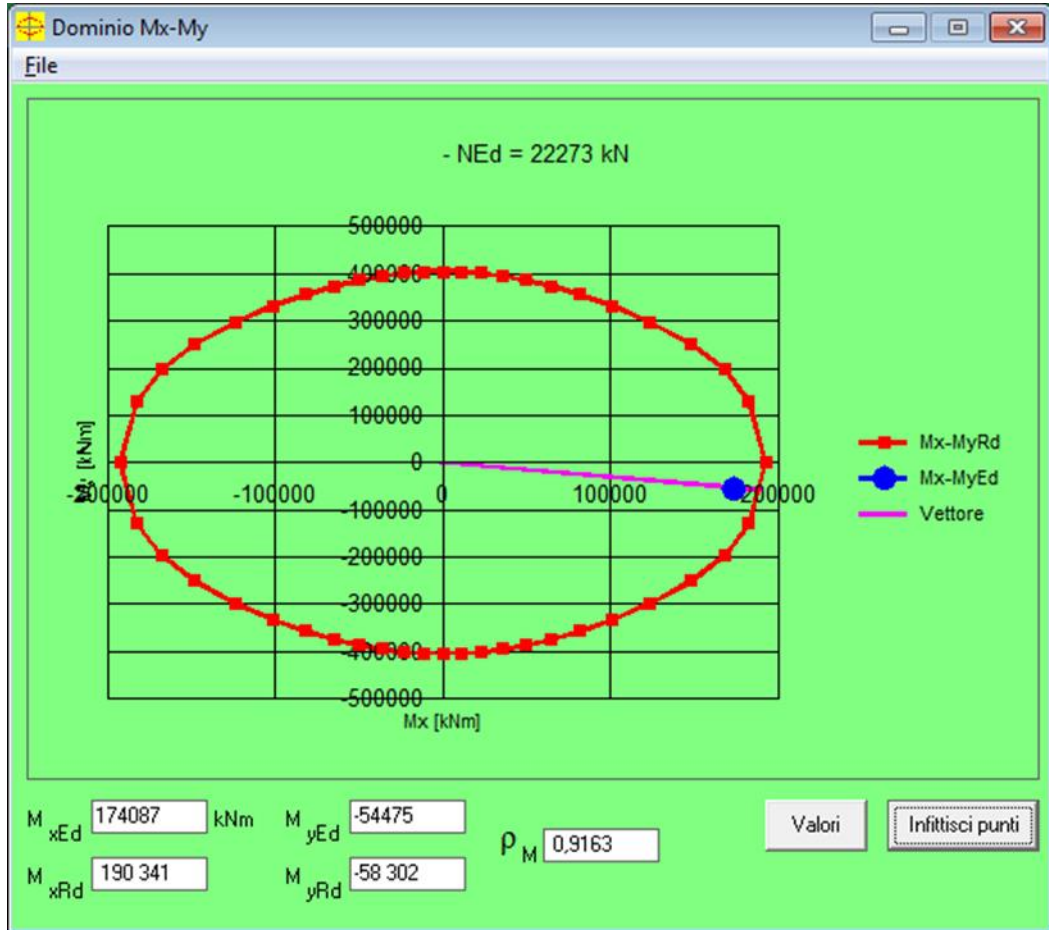 Dominio Mx-My
File
- NEd = 22273 kN
500000
400000
300000
200000
100000
0
-100000
-200000
-300000
-400000
-500000
[kNm]
-200000 -100000 0 100000 200000
Mx [kNm]
Mx-MyRd
Mx-MyEd
Vettore
M xEd 174087 kNm M yEd -54475
ρ M 0,9163
Valori
Infittisci punti
M xRd 190 341 M yRd -58 302